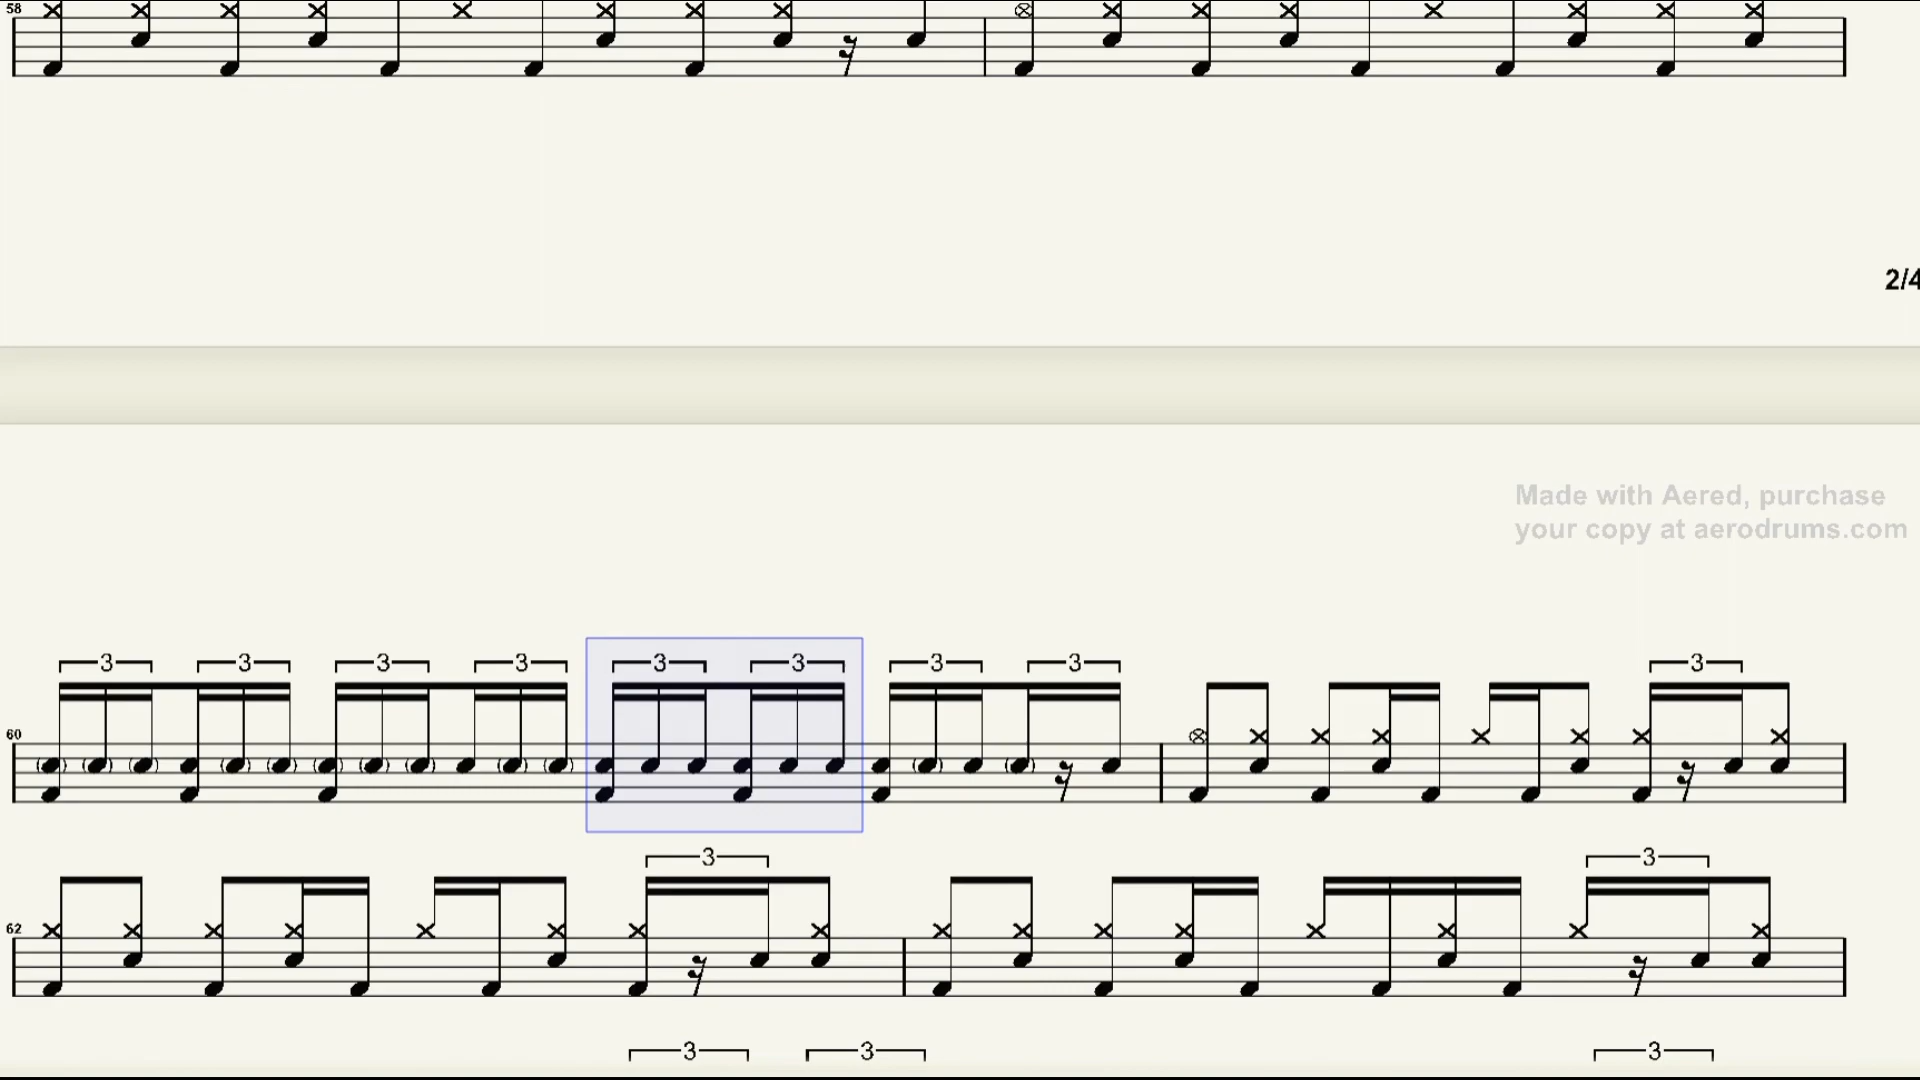 58
2/4
Made with Aered, purchase
your copy at aerodrums.com
3 3 3 3 3 3 3 3 3
60
3 3
62
3 3 3